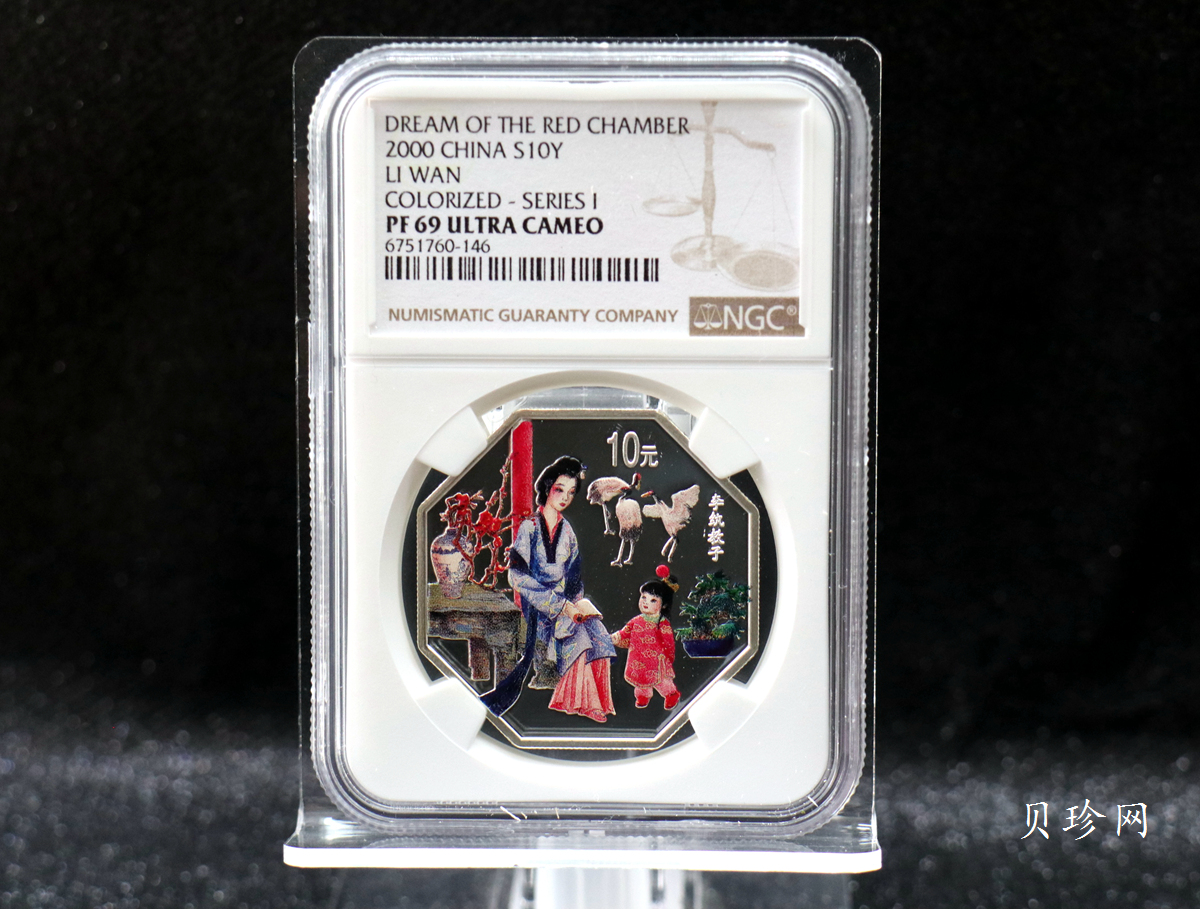 DREAM OF THE RED CHAMBER
2000 CHINA S10Y
LI WAN
COLORIZED - SERIES I
PF 69 ULTRA CAMEO
6751760-146
NUMISMATIC GUARANTY COMPANY
NGC®
10元
李纨教子
贝珍网